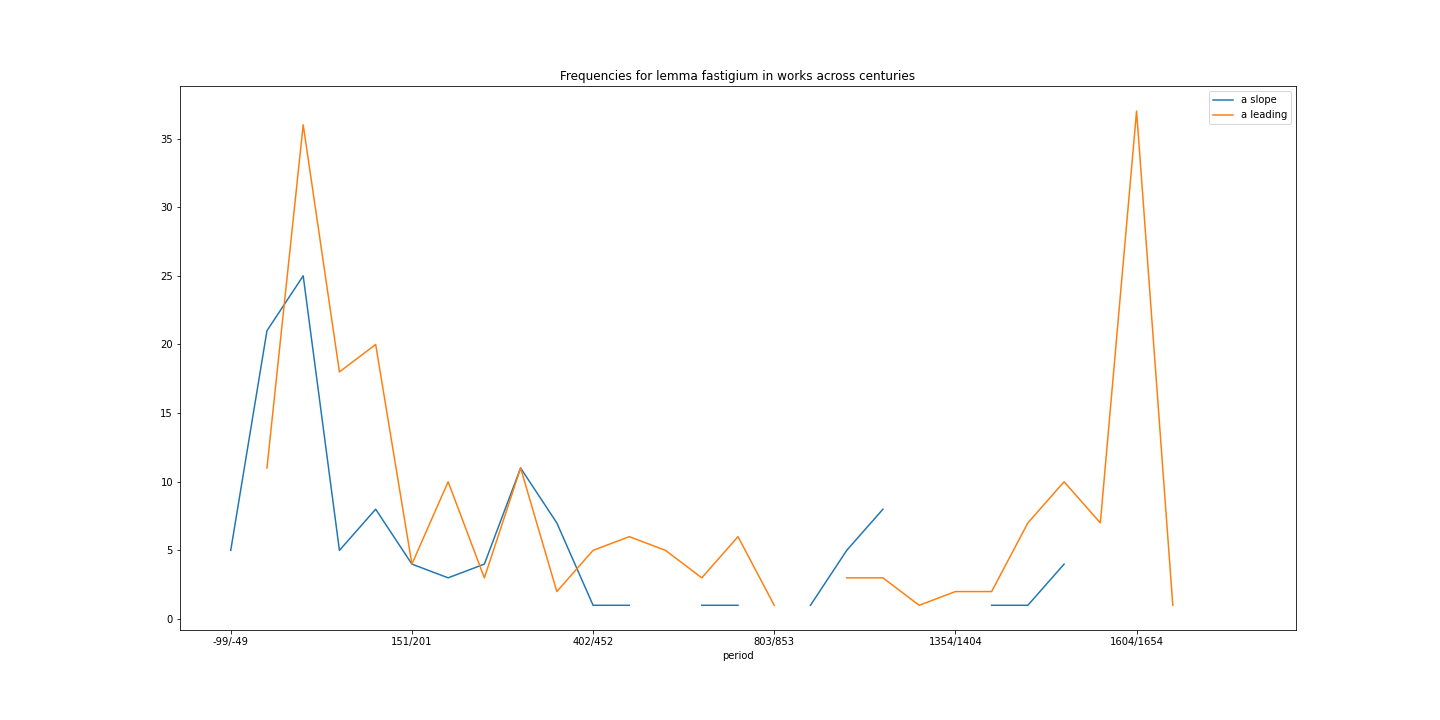 Frequencies for lemma fastigium in works across centuries
a slope
a leading
35
30
25
20
15
10
5
0
-99/-49 151/201 402/452 803/853 1354/1404 1604/1654
period